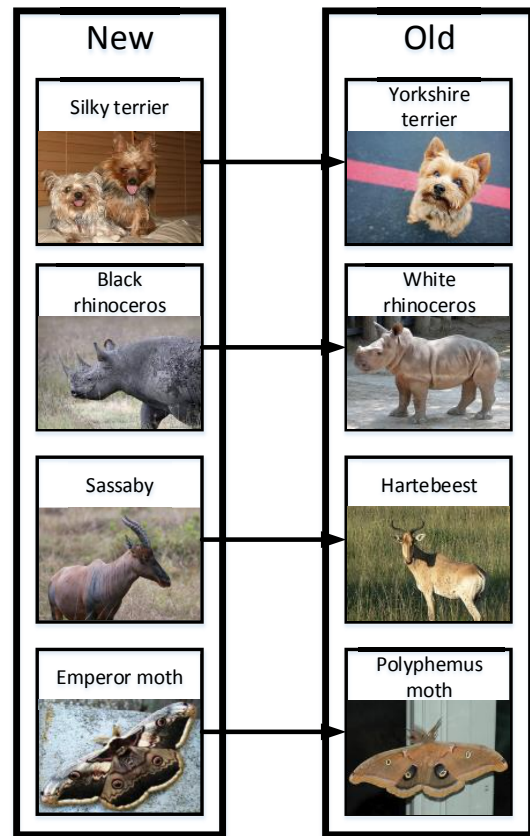 New
Old
Silky terrier
Yorkshire
terrier
Black
rhinoceros
White
rhinoceros
Sassaby
Hartebeest
Emperor moth
Polyphemus
moth